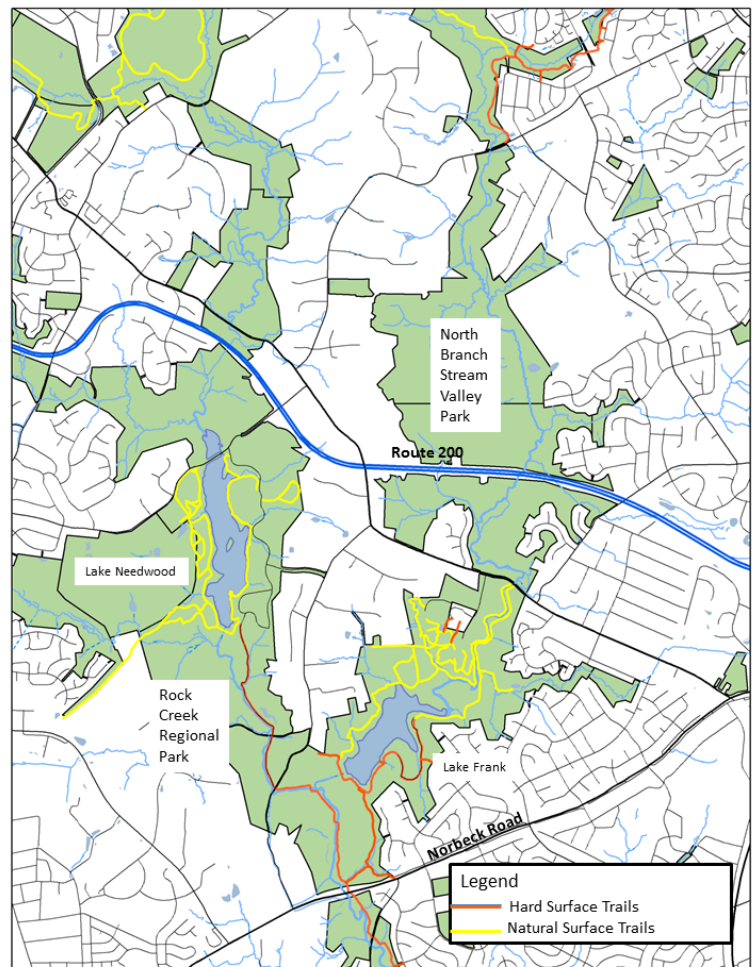 North
Branch
Stream
Valley
Park
Route 200
Lake Needwood
Rock
Creek
Regional
Park
Lake Frank
Norbeck Road
Legend
Hard Surface Trails
Natural Surface Trails